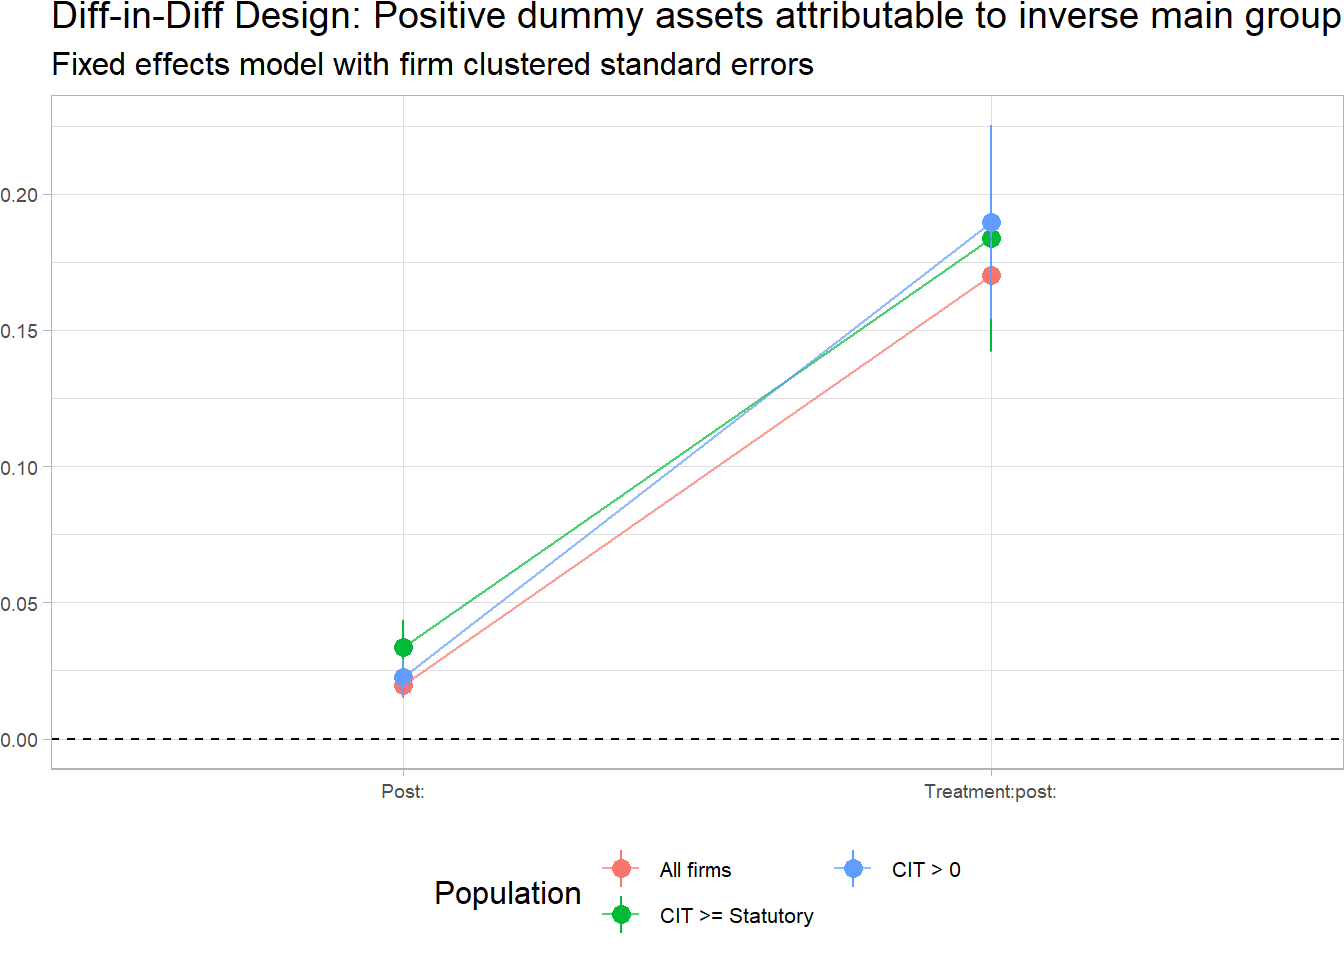 Diff-in-Diff Design: Positive dummy assets attributable to inverse main group
Fixed effects model with firm clustered standard errors
0.20
0.15
0.10
0.05
0.00
Post:
Treatment:post:
Population
All firms
CIT > 0
CIT >= Statutory